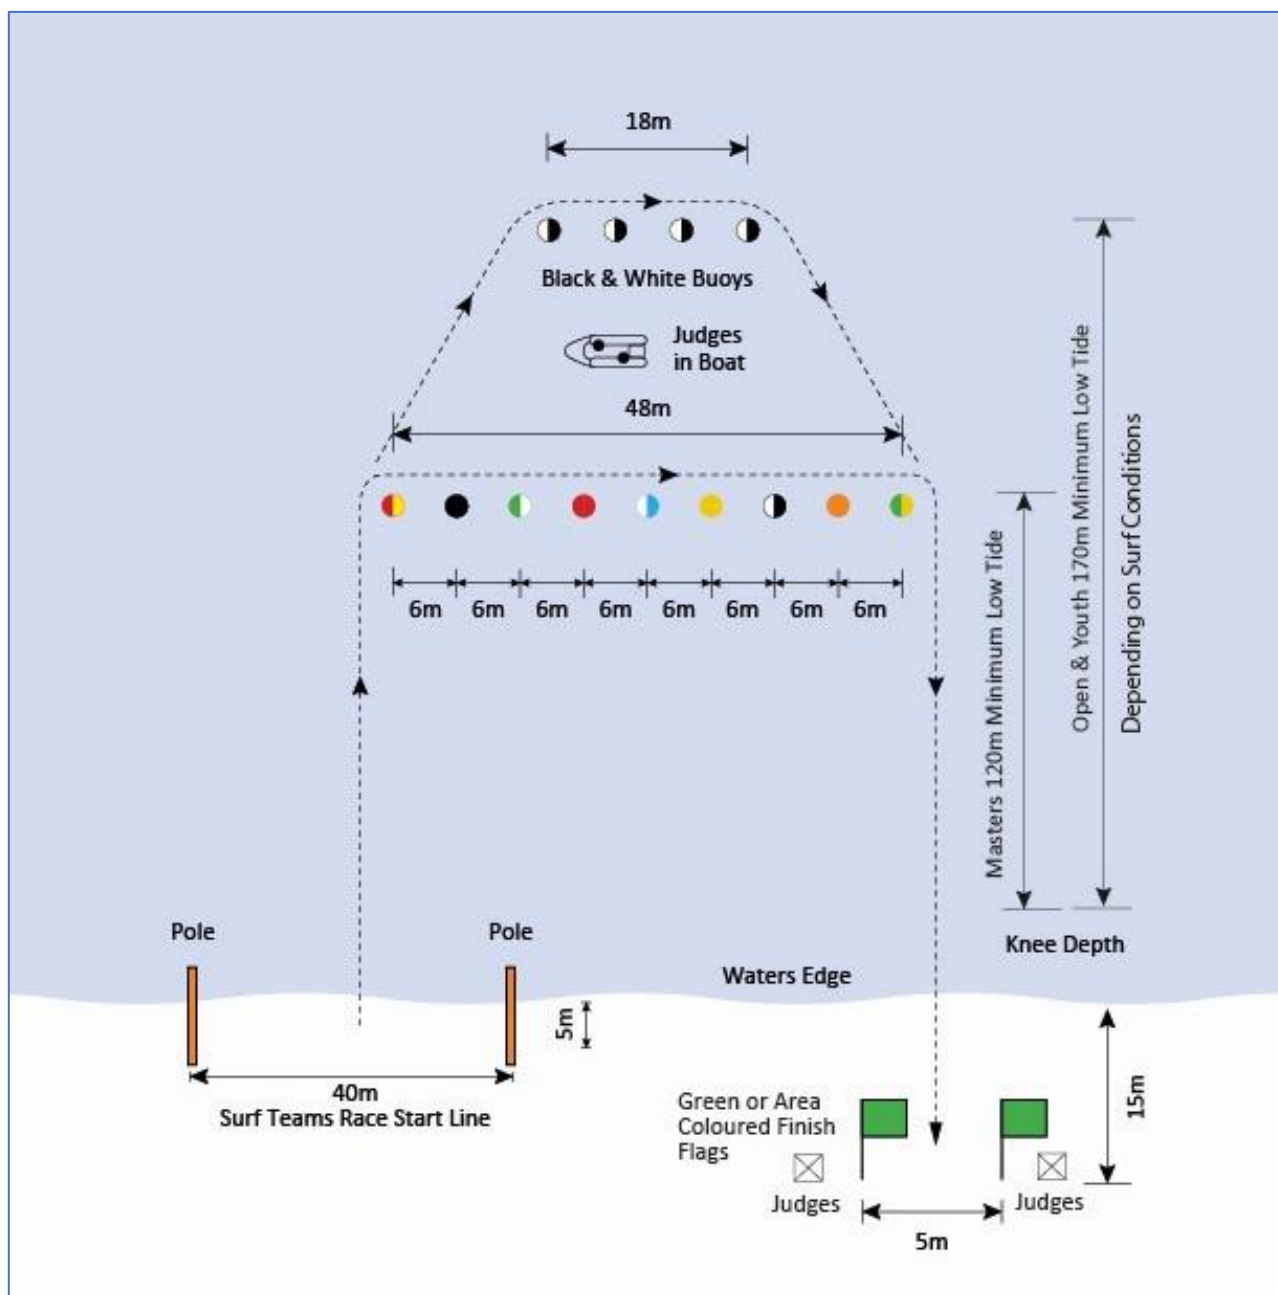 18m
Black & White Buoys
Judges
in Boat
48m
6m 6m 6m 6m 6m 6m 6m 6m
Masters 120m Minimum Low Tide
Open & Youth 170m Minimum Low Tide
Depending on Surf Conditions
Pole
Pole
Knee Depth
Waters Edge
5m
40m
Surf Teams Race Start Line
15m
Green or Area
Coloured Finish
Flags
Judges
Judges
5m